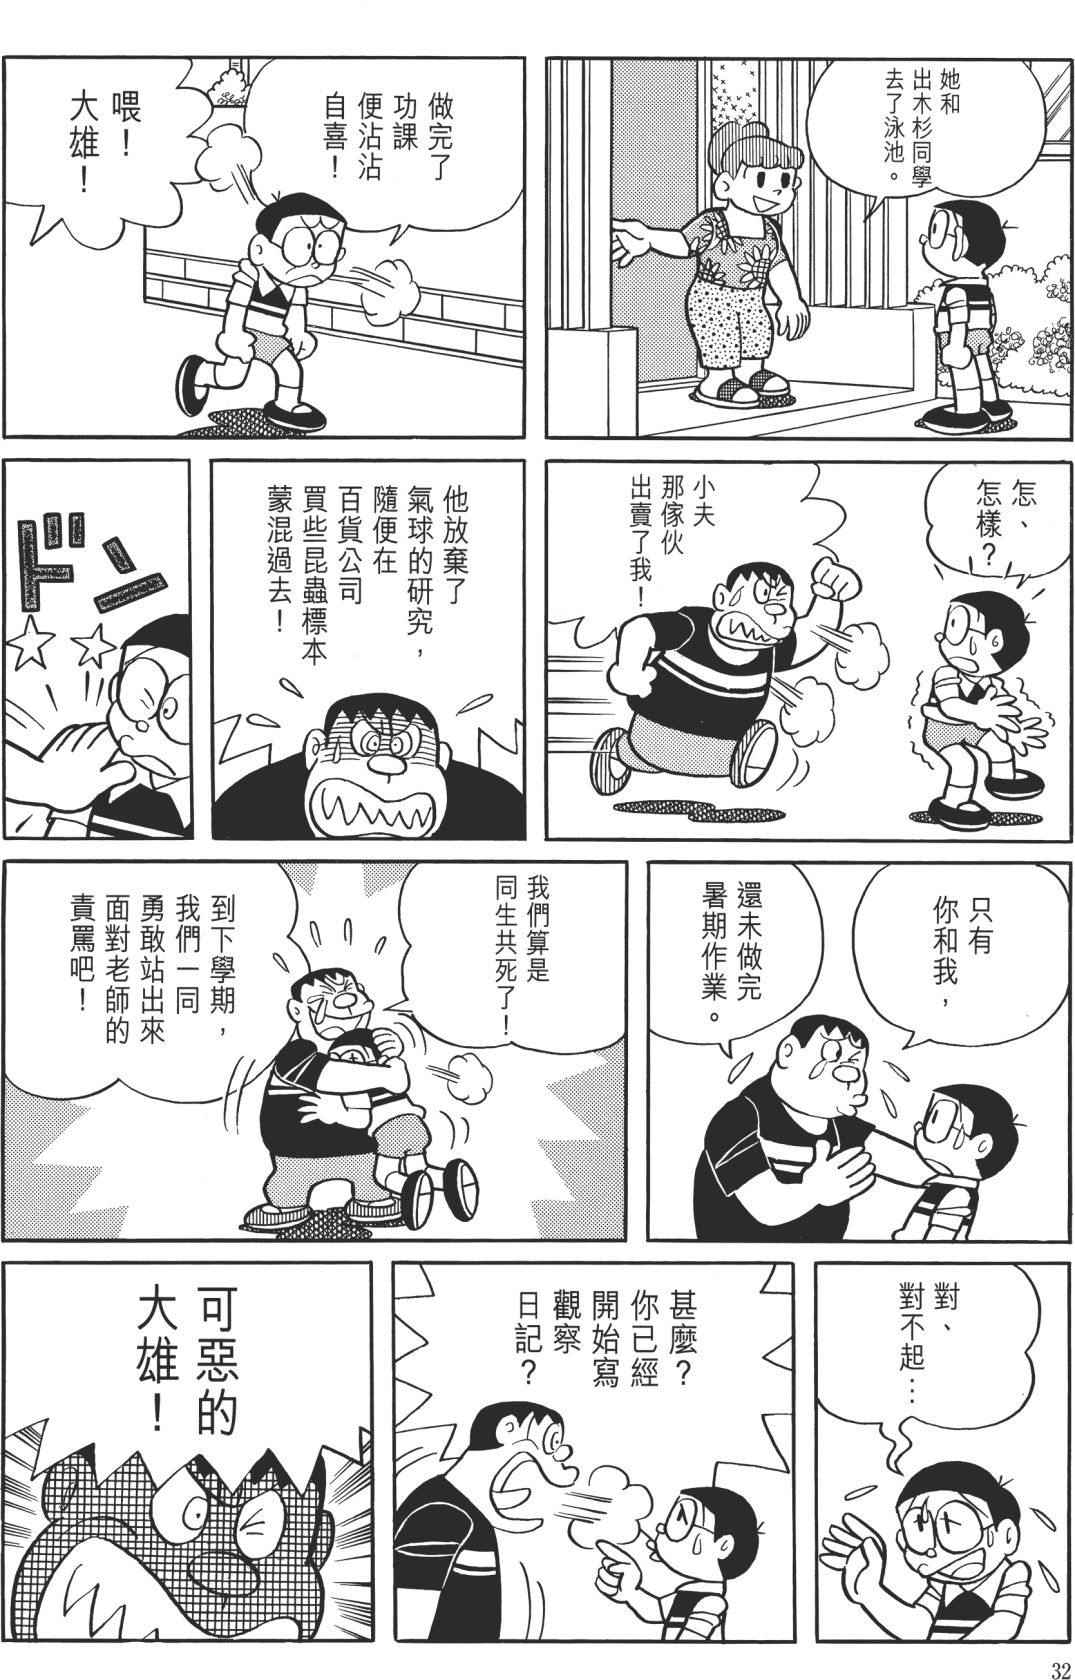 她和
出木杉同學
去了泳池。
做完了
功課
便沾沾
自喜！
喂！
大雄！
怎、
怎樣？
小夫
那傢伙
出賣了我！
他放棄了
氣球的研究，
隨便在
百貨公司
買些昆蟲標本
蒙混過去！
ドン
只有
你和我，
還未做完
暑期作業。
我們算是
同生共死了！
到下學期，
我們一同
勇敢站出來
面對老師的
責罵吧！
對、
對不起…
甚麼？
你已經
開始寫
觀察
日記？
可惡的
大雄！
32